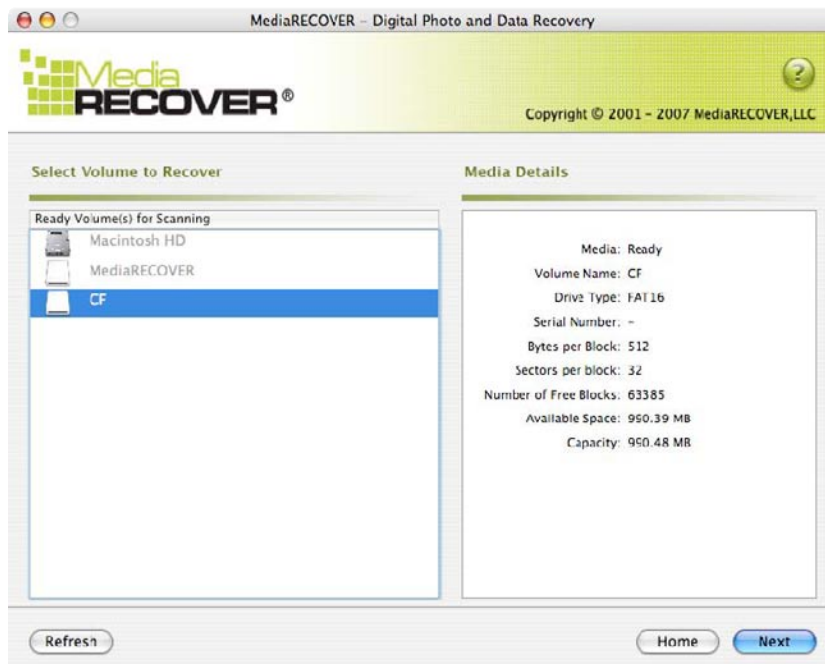 MediaRECOVER – Digital Photo and Data Recovery
Media
RECOVER®
?
Copyright © 2001 – 2007 MediaRECOVER,LLC
Select Volume to Recover
Ready Volume(s) for Scanning
Macintosh HD
MediaRECOVER
CF
Media Details
Media: Ready
Volume Name: CF
Drive Type: FAT16
Serial Number: –
Bytes per Block: 512
Sectors per block: 32
Number of Free Blocks: 63385
Available Space: 990.39 MB
Capacity: 990.48 MB
Refresh
Home
Next